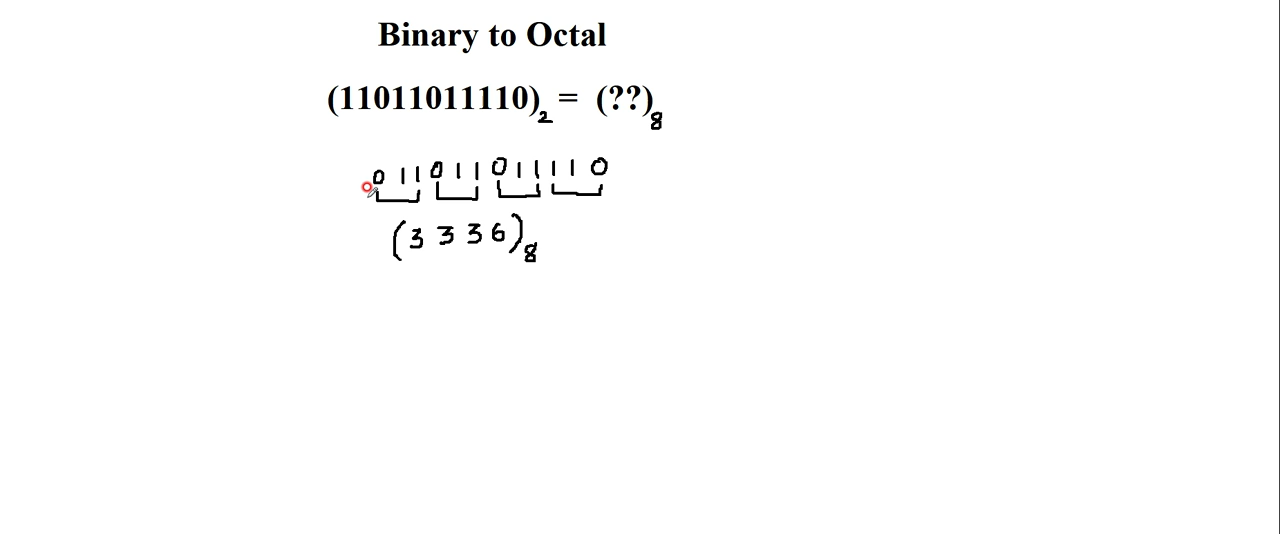 Binary to Octal
(11011011110)2 = (??)8
0 1 1 0 1 1 0 1 1 1 1 0
(3 3 3 6)8